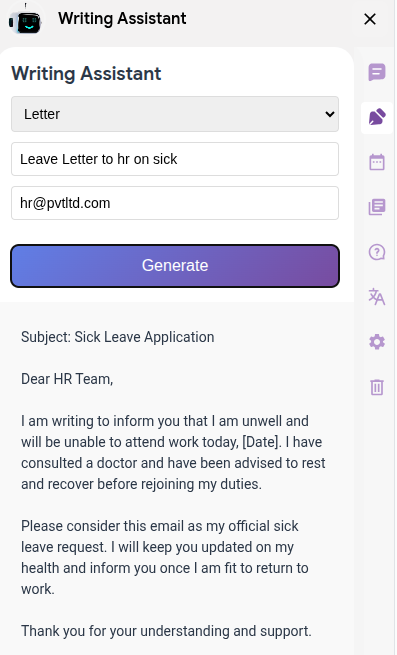 Writing Assistant
Writing Assistant
Letter
Leave Letter to hr on sick
hr@pvtltd.com
Generate
Subject: Sick Leave Application
Dear HR Team,
I am writing to inform you that I am unwell and
will be unable to attend work today, [Date]. I have
consulted a doctor and have been advised to rest
and recover before rejoining my duties.
Please consider this email as my official sick
leave request. I will keep you updated on my
health and inform you once I am fit to return to
work.
Thank you for your understanding and support.